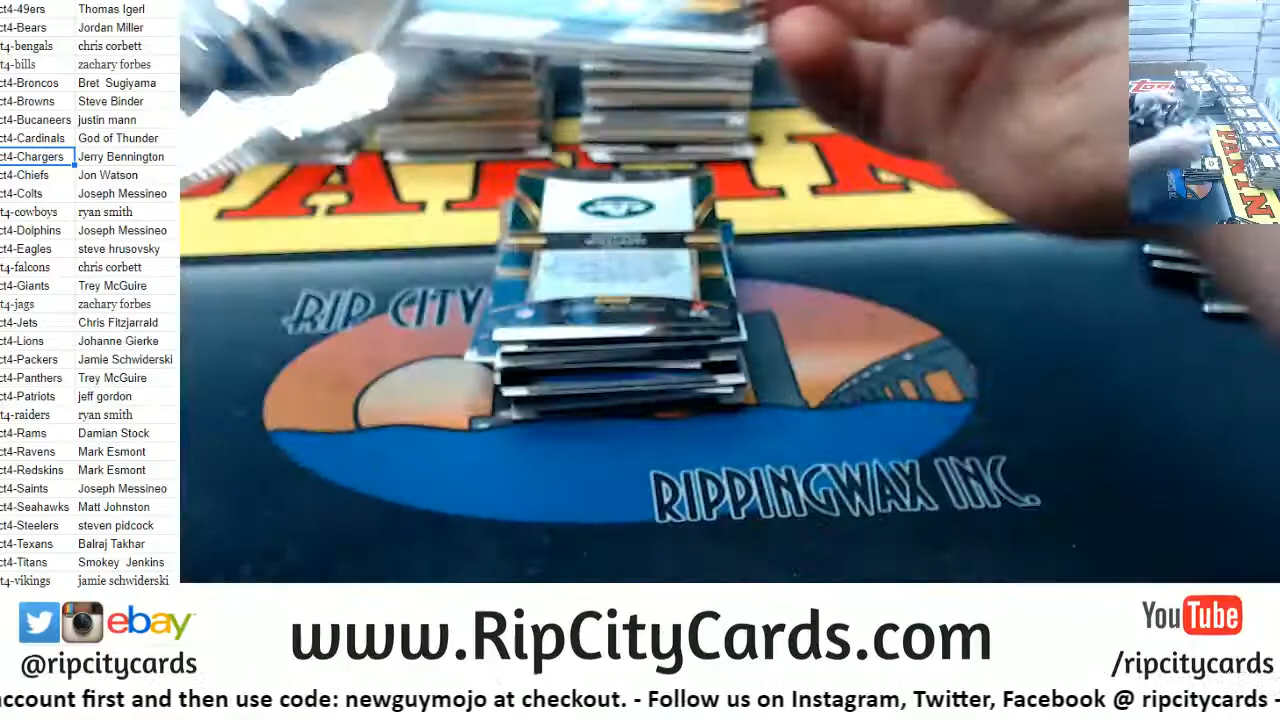 ct4-49ers Thomas Igerl
ct4-Bears Jordan Miller
t4-bengals chris corbett
t4-bills zachary forbes
ct4-Broncos Bret Sugiyama
ct4-Browns Steve Binder
ct4-Bucaneers justin mann
ct4-Cardinals God of Thunder
ct4-Chargers Jerry Bennington
ct4-Chiefs Jon Watson
ct4-Colts Joseph Messineo
ct4-cowboys ryan smith
ct4-Dolphins Joseph Messineo
ct4-Eagles steve hrusovsky
ct4-falcons chris corbett
ct4-Giants Trey McGuire
ct4-jags zachary forbes
ct4-Jets Chris Fitzjarrald
ct4-Lions Johanne Gierke
ct4-Packers Jamie Schwiderski
ct4-Panthers Trey McGuire
ct4-Patriots jeff gordon
ct4-raiders ryan smith
ct4-Rams Damian Stock
ct4-Ravens Mark Esmont
ct4-Redskins Mark Esmont
ct4-Saints Joseph Messineo
ct4-Seahawks Matt Johnston
ct4-Steelers steven pidcock
ct4-Texans Balraj Takhar
ct4-Titans Smokey Jenkins
t4-vikings jamie schwiderski
PANINI
RIP CITY
RIPPINGWAX INC.
ebay
@ripcitycards
www.RipCityCards.com
YouTube
/ripcitycards
account first and then use code: newguymojo at checkout. - Follow us on Instagram, Twitter, Facebook @ ripcitycards -